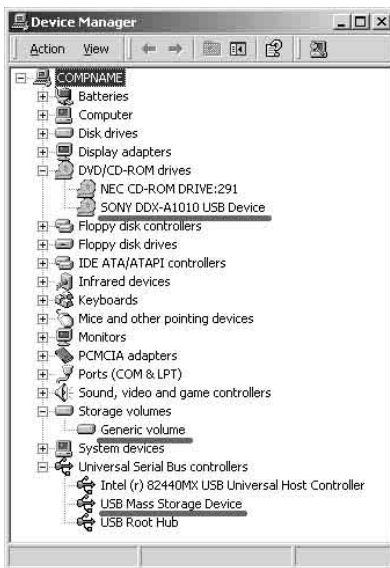 Device Manager
Action View
COMPNAME
Batteries
Computer
Disk drives
Display adapters
DVD/CD-ROM drives
NEC CD-ROM DRIVE:291
SONY DDX-A1010 USB Device
Floppy disk controllers
Floppy disk drives
IDE ATA/ATAPI controllers
Infrared devices
Keyboards
Mice and other pointing devices
Monitors
PCMCIA adapters
Ports (COM & LPT)
Sound, video and game controllers
Storage volumes
Generic volume
System devices
Universal Serial Bus controllers
Intel (r) 82440MX USB Universal Host Controller
USB Mass Storage Device
USB Root Hub